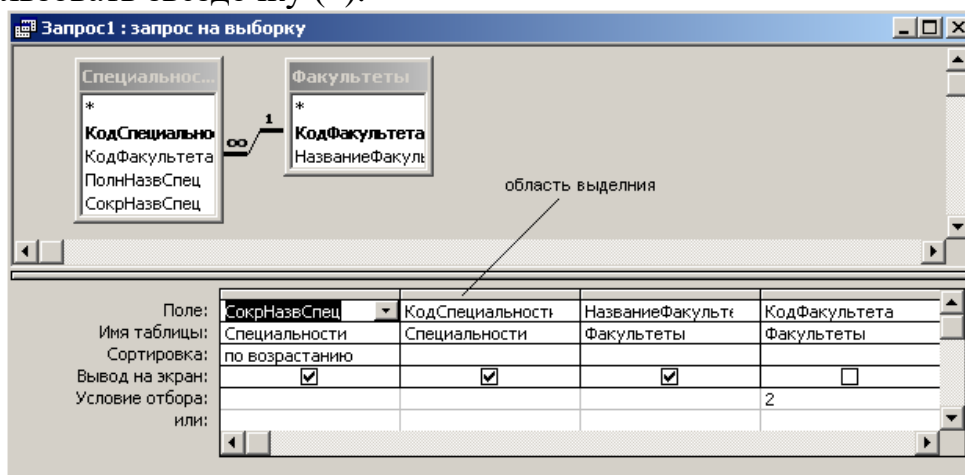 Запрос1 : запрос на выборку
Специальнос...
*
КодСпециально
КодФакультета
ПолнНазвСпец
СокрНазвСпец
∞
1
Факультеты
*
КодФакультета
НазваниеФакуль
область выделния
Поле: СокрНазвСпец КодСпециальность НазваниеФакульте КодФакультета
Имя таблицы: Специальности Специальности Факультеты Факультеты
Сортировка: по возрастанию
Вывод на экран:
Условие отбора: 2
или: